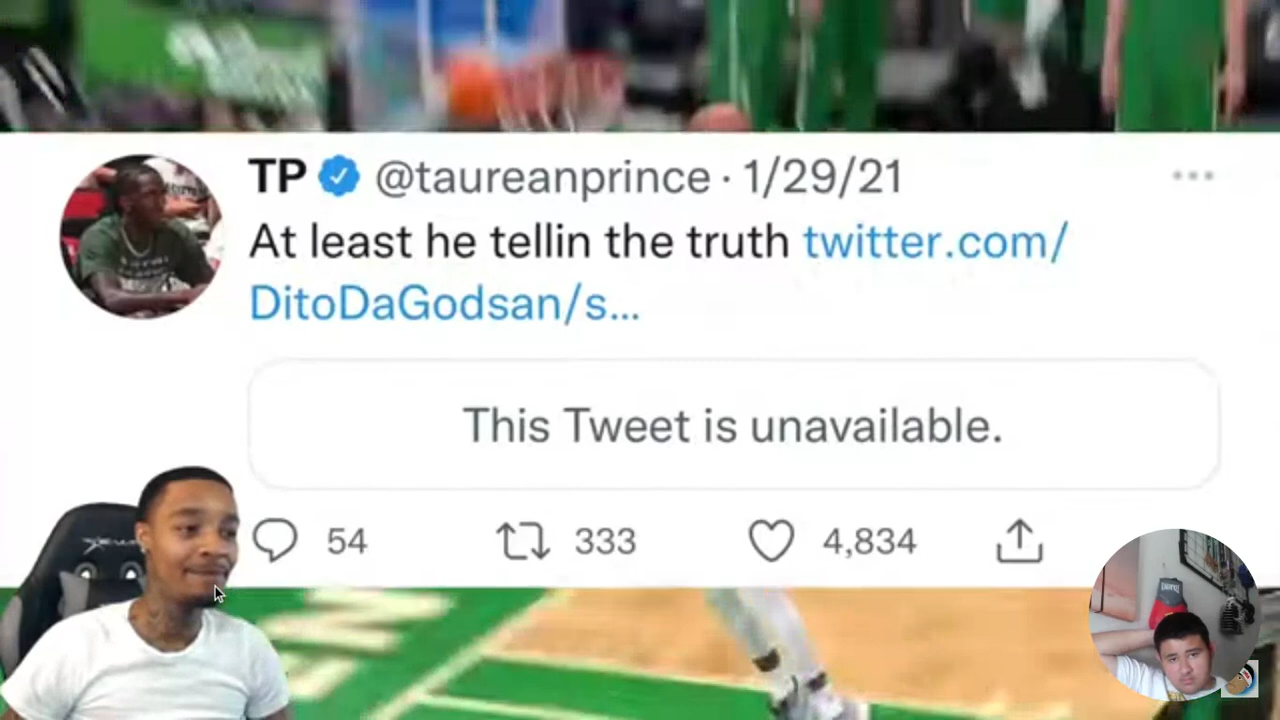 TP @taureanprince · 1/29/21
At least he tellin the truth twitter.com/
DitoDaGodsan/s...
This Tweet is unavailable.
54 333 4,834